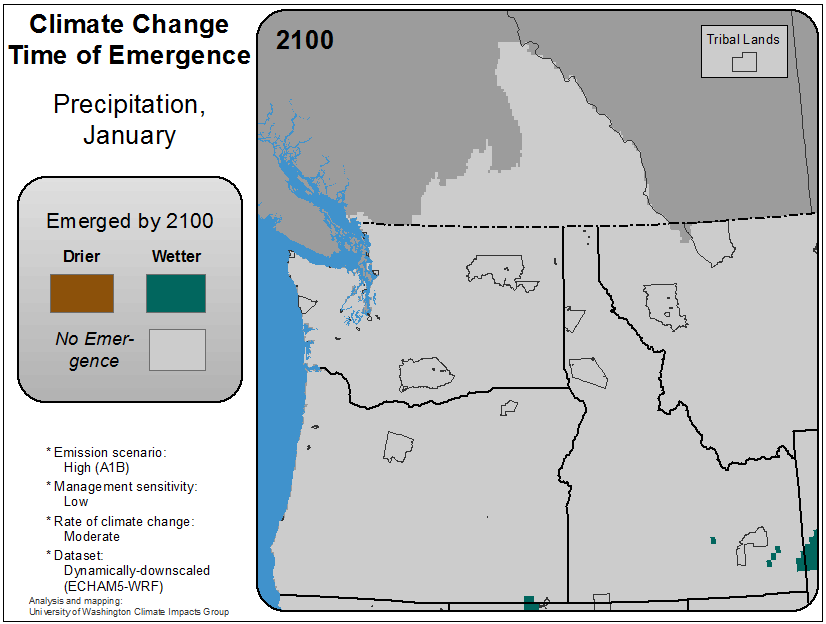 Climate Change
Time of Emergence
Precipitation,
January
Emerged by 2100
Drier
Wetter
No Emer-
gence
* Emission scenario:
High (A1B)
* Management sensitivity:
Low
* Rate of climate change:
Moderate
* Dataset:
Dynamically-downscaled
(ECHAM5-WRF)
Analysis and mapping:
University of Washington Climate Impacts Group
2100
Tribal Lands